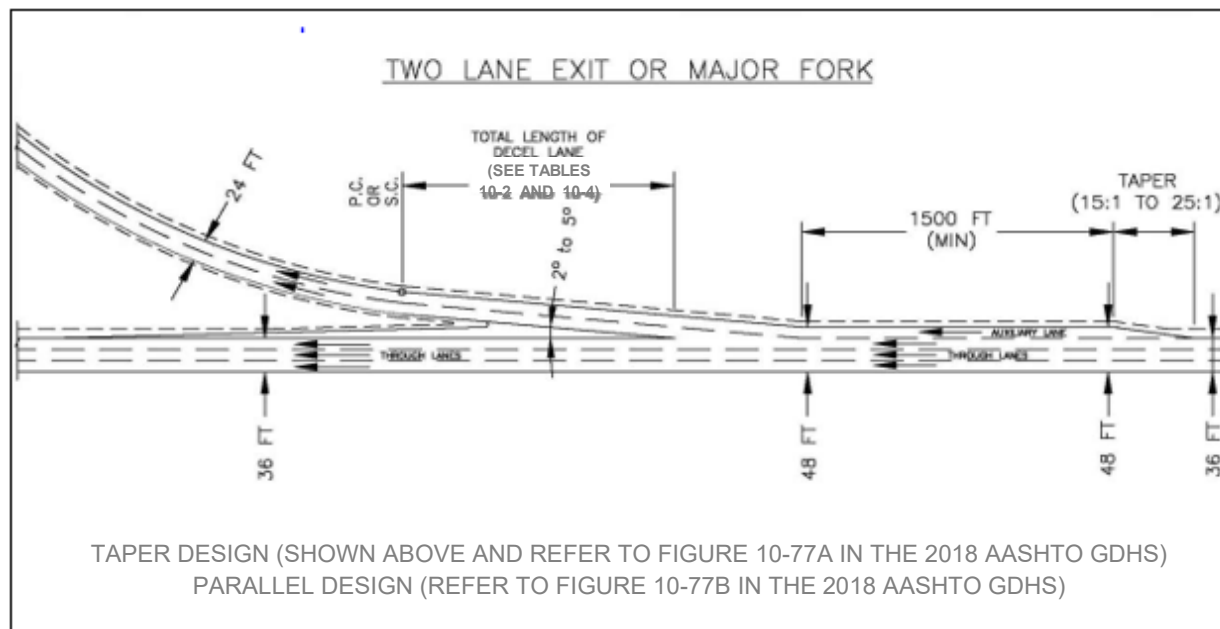 TWO LANE EXIT OR MAJOR FORK
TOTAL LENGTH OF
DECEL LANE
(SEE TABLES
10-2 AND 10-4)
24 FT
P.C.
OR
S.C.
2° to 5°
1500 FT
(MIN)
TAPER
(15:1 TO 25:1)
AUXILIARY LANE
THROUGH LANES
THROUGH LANES
36 FT
48 FT
48 FT
36 FT
TAPER DESIGN (SHOWN ABOVE AND REFER TO FIGURE 10-77A IN THE 2018 AASHTO GDHS)
PARALLEL DESIGN (REFER TO FIGURE 10-77B IN THE 2018 AASHTO GDHS)